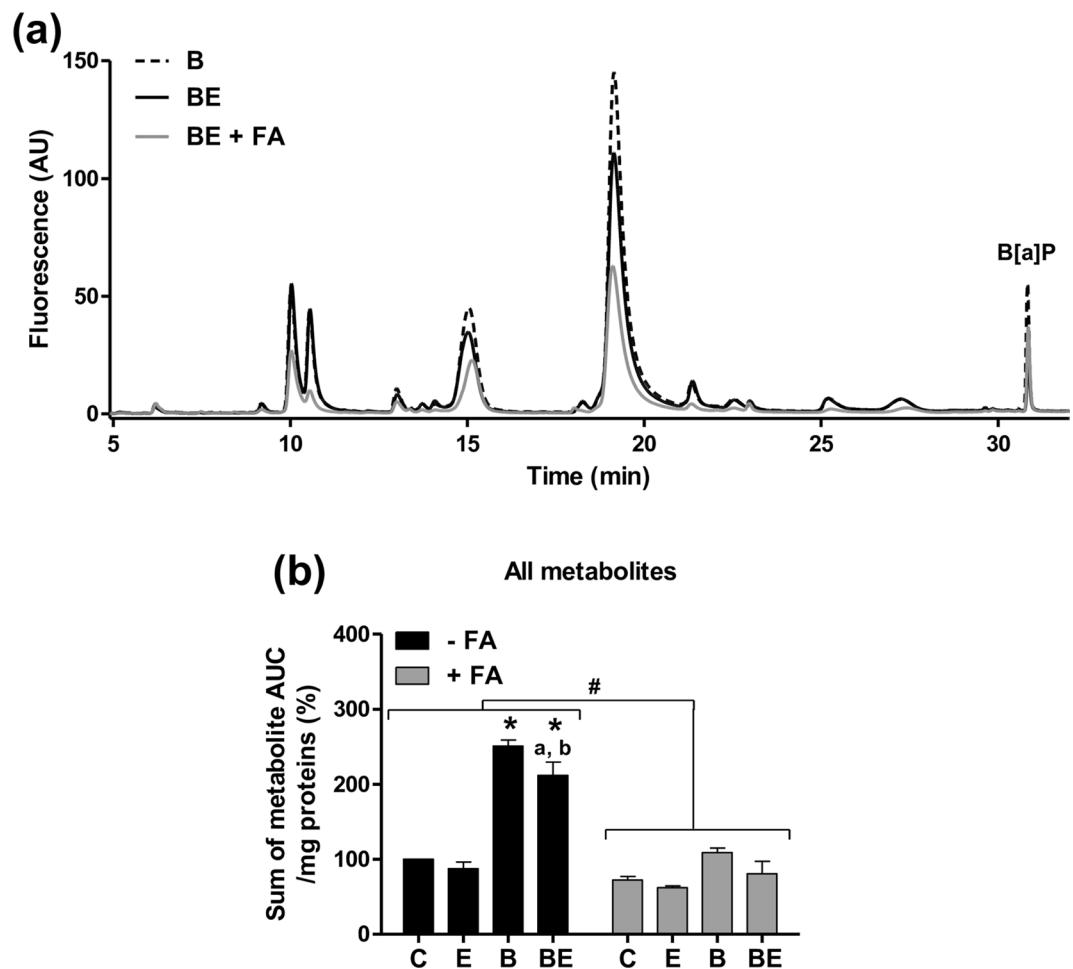 (a)
B
BE
BE + FA
150
100
50
0
Fluorescence (AU)
B[a]P
5 10 15 20 25 30
Time (min)
(b)
All metabolites
- FA
+ FA
400
300
200
100
0
Sum of metabolite AUC
/mg proteins (%)
#
* *
a, b
C E B BE C E B BE